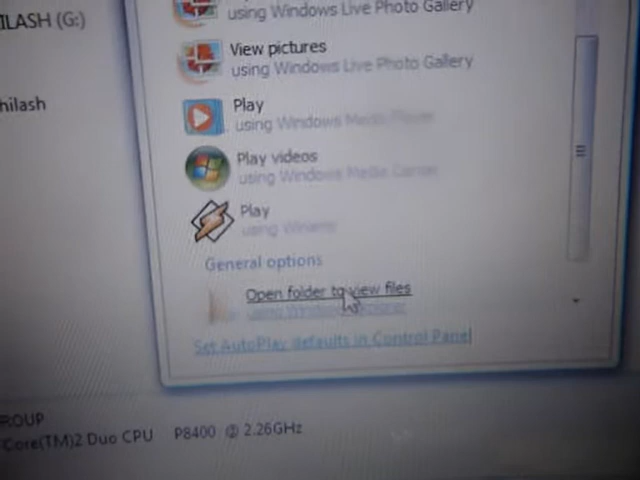 ILASH (G:)
hilash
Play
using Windows Live Photo Gallery
View pictures
using Windows Live Photo Gallery
Play
using Windows Media Player
Play videos
using Windows Media Center
Play
using Winamp
General options
Open folder to view files
using Windows Explorer
Set AutoPlay defaults in Control Panel
ROUP
Core(TM)2 Duo CPU P8400 @ 2.26GHz